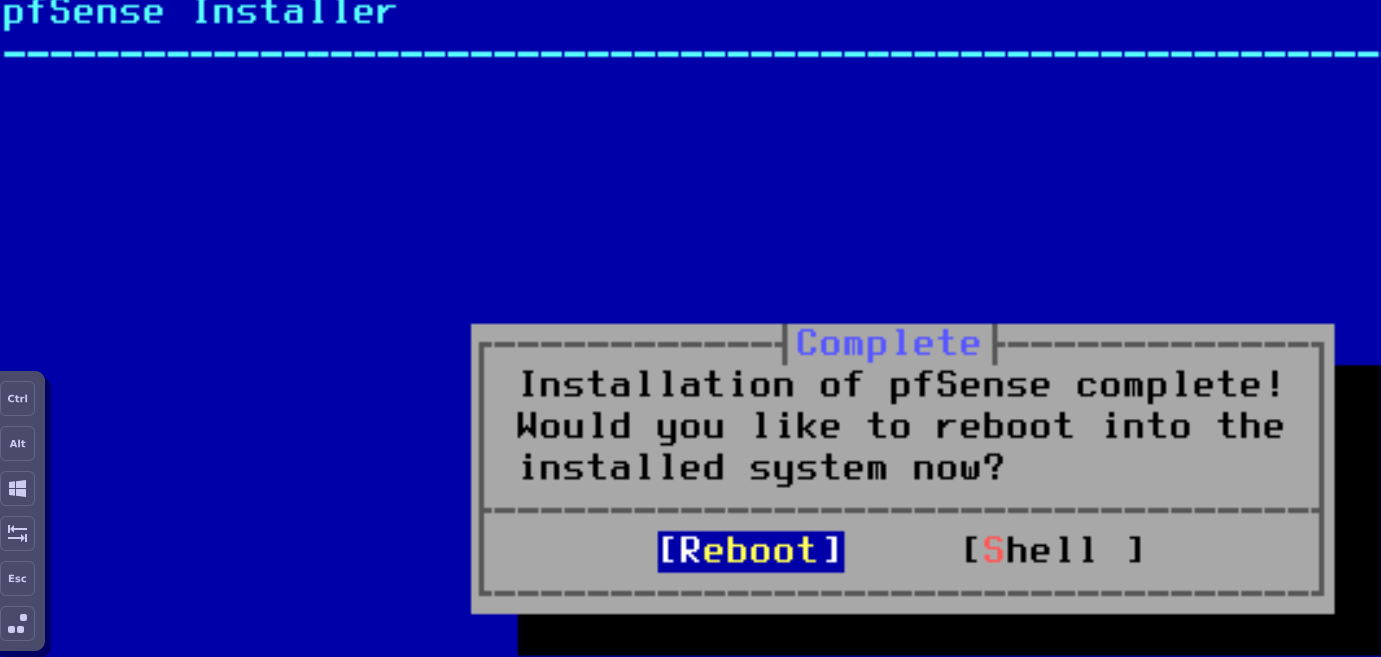 pfSense Installer
Complete
Installation of pfSense complete!
Would you like to reboot into the
installed system now?
[Reboot] [Shell ]
Ctrl
Alt
Esc